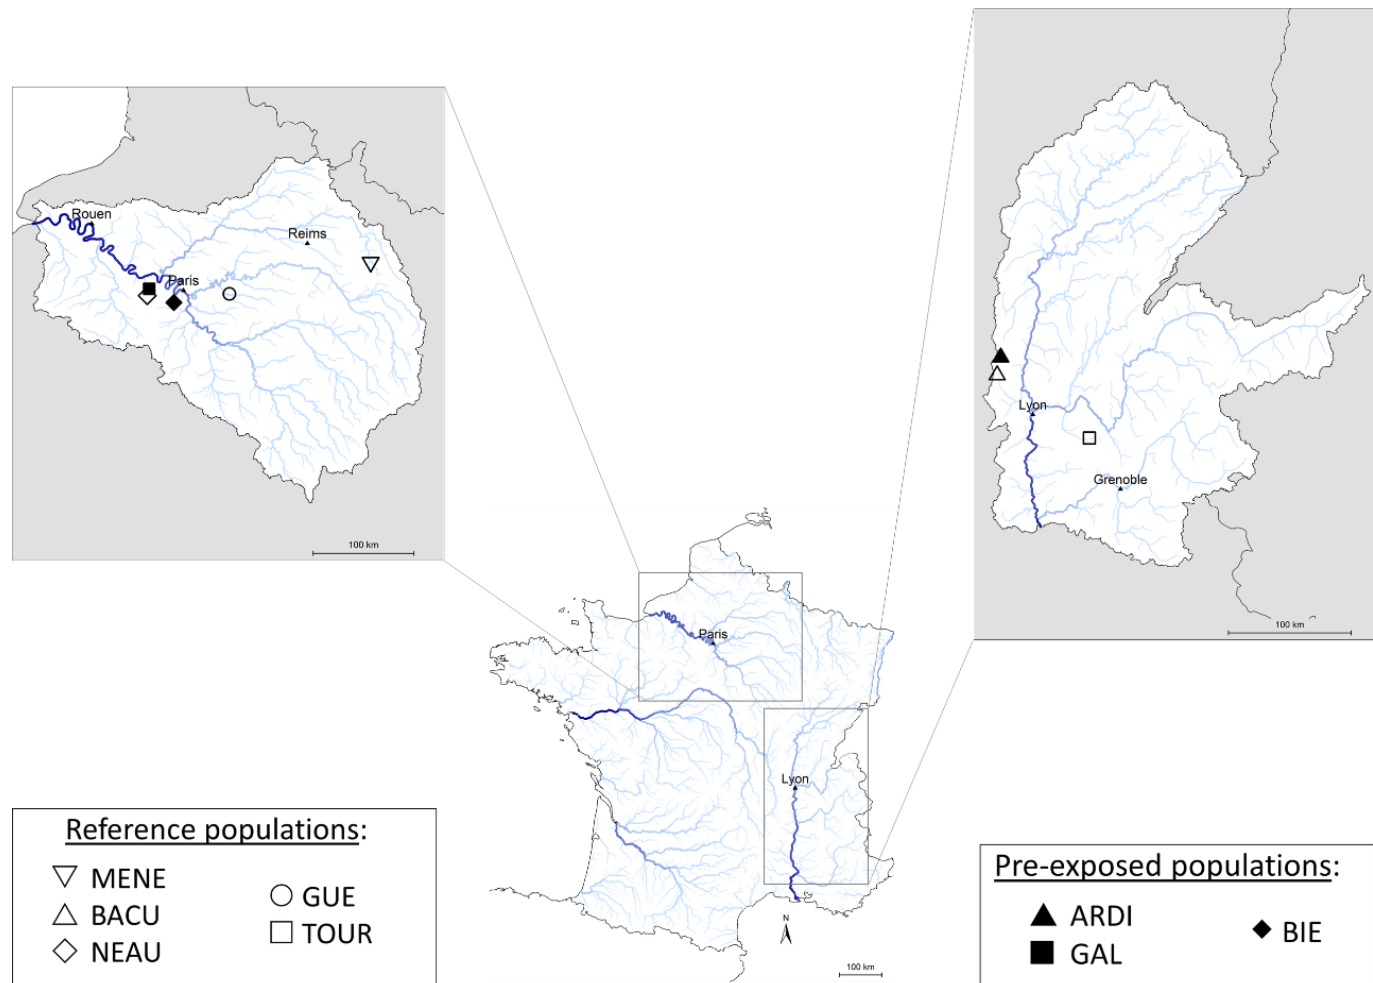 Rouen
Reims
Paris
100 km
Lyon
Grenoble
100 km
Paris
Lyon
N
100 km
Reference populations:
MENE
BACU
NEAU
GUE
TOUR
Pre-exposed populations:
ARDI
GAL
BIE